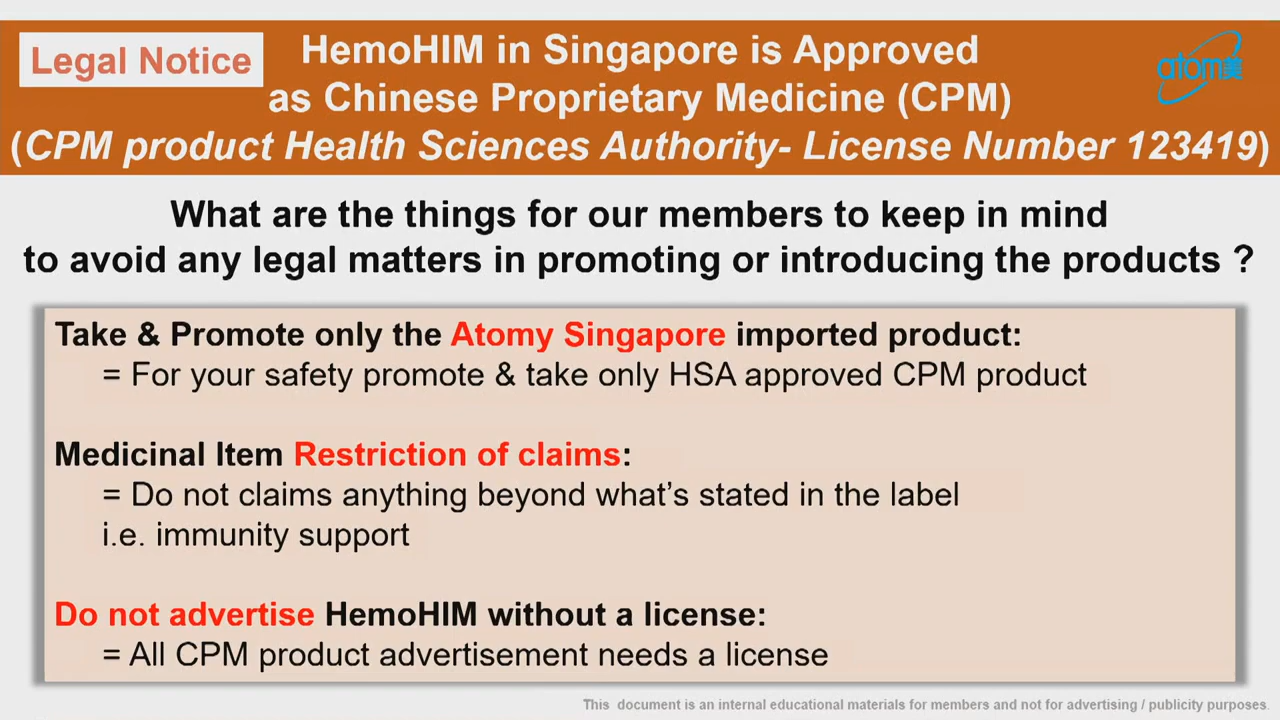 Legal Notice
HemoHIM in Singapore is Approved
as Chinese Proprietary Medicine (CPM)
(CPM product Health Sciences Authority- License Number 123419)
atom美
What are the things for our members to keep in mind
to avoid any legal matters in promoting or introducing the products ?
Take & Promote only the Atomy Singapore imported product:
= For your safety promote & take only HSA approved CPM product
Medicinal Item Restriction of claims:
= Do not claims anything beyond what's stated in the label
i.e. immunity support
Do not advertise HemoHIM without a license:
= All CPM product advertisement needs a license
This document is an internal educational materials for members and not for advertising / publicity purposes.